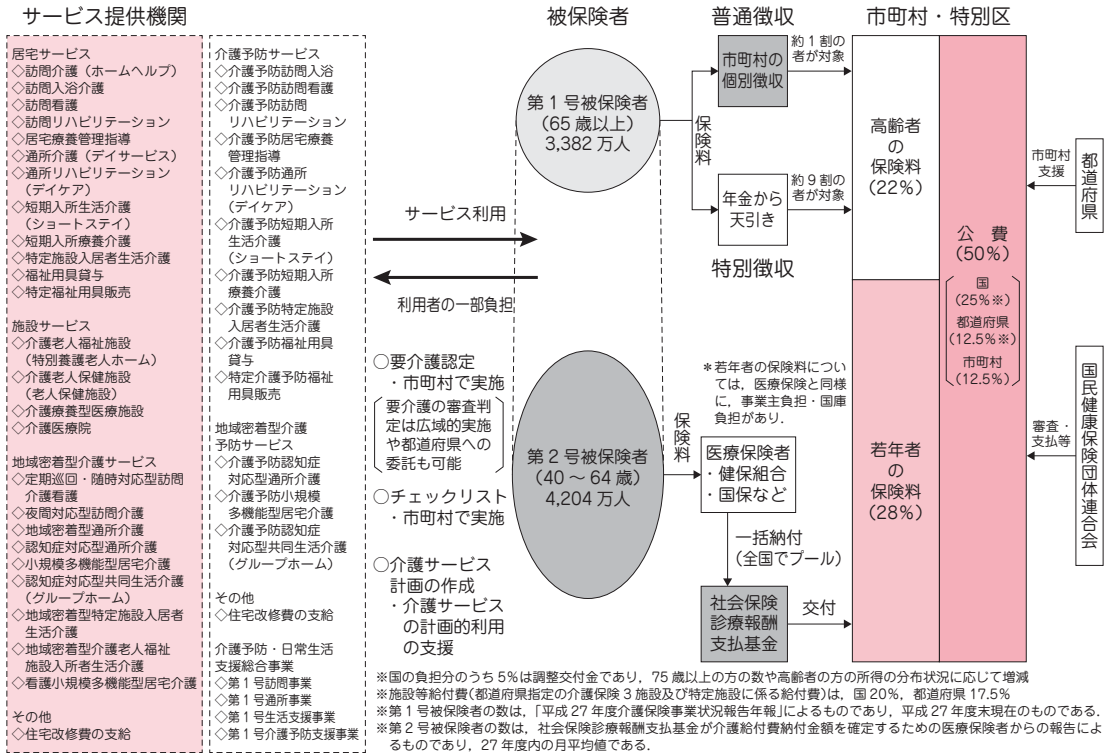 サービス提供機関
居宅サービス
◇訪問介護（ホームヘルプ）
◇訪問入浴介護
◇訪問看護
◇訪問リハビリテーション
◇居宅療養管理指導
◇通所介護（デイサービス）
◇通所リハビリテーション
（デイケア）
◇短期入所生活介護
（ショートステイ）
◇短期入所療養介護
◇特定施設入居者生活介護
◇福祉用具貸与
◇特定福祉用具販売
施設サービス
◇介護老人福祉施設
（特別養護老人ホーム）
◇介護老人保健施設
（老人保健施設）
◇介護療養型医療施設
◇介護医療院
地域密着型介護サービス
◇定期巡回・随時対応型訪問
介護看護
◇夜間対応型訪問介護
◇地域密着型通所介護
◇認知症対応型通所介護
◇小規模多機能型居宅介護
◇認知症対応型共同生活介護
（グループホーム）
◇地域密着型特定施設入居者
生活介護
◇地域密着型介護老人福祉
施設入所者生活介護
◇看護小規模多機能型居宅介護
その他
◇住宅改修費の支給
介護予防サービス
◇介護予防訪問入浴
◇介護予防訪問看護
◇介護予防訪問
リハビリテーション
◇介護予防居宅療養
管理指導
◇介護予防通所
リハビリテーション
（デイケア）
◇介護予防短期入所
生活介護
（ショートステイ）
◇介護予防短期入所
療養介護
◇介護予防特定施設
入居者生活介護
◇介護予防福祉用具
貸与
◇特定介護予防福祉
用具販売
地域密着型介護
予防サービス
◇介護予防認知症
対応型通所介護
◇介護予防小規模
多機能型居宅介護
◇介護予防認知症
対応型共同生活介護
（グループホーム）
その他
◇住宅改修費の支給
介護予防・日常生活
支援総合事業
◇第１号訪問事業
◇第１号通所事業
◇第１号生活支援事業
◇第１号介護予防支援事業
サービス利用
利用者の一部負担
○要介護認定
・市町村で実施
要介護の審査判
定は広域的実施
や都道府県への
委託も可能
○チェックリスト
・市町村で実施
○介護サービス
計画の作成
・介護サービス
の計画的利用
の支援
被保険者
第１号被保険者
（65歳以上）
3,382万人
第２号被保険者
（40～64歳）
4,204万人
保険料
保険料
普通徴収
市町村の
個別徴収
約１割の
者が対象
年金から
天引き
約９割の
者が対象
特別徴収
＊若年者の保険料につい
ては，医療保険と同様
に，事業主負担・国庫
負担があり．
医療保険者
・健保組合
・国保など
一括納付
（全国でプール）
社会保険
診療報酬
支払基金
交付
市町村・特別区
高齢者
の
保険料
（22％）
若年者
の
保険料
（28％）
公　費
（50％）
国
（25％※）
都道府県
（12.5％※）
市町村
（12.5％）
市町村
支援
都道府県
審査・
支払等
国民健康保険団体連合会
※国の負担分のうち5％は調整交付金であり，75歳以上の方の数や高齢者の方の所得の分布状況に応じて増減
※施設等給付費（都道府県指定の介護保険３施設及び特定施設に係る給付費）は，国20％，都道府県17.5％
※第１号被保険者の数は，「平成27年度介護保険事業状況報告年報」によるものであり，平成27年度末現在のものである．
※第２号被保険者の数は，社会保険診療報酬支払基金が介護給付費納付金額を確定するための医療保険者からの報告によ
るものであり，27年度内の月平均値である．